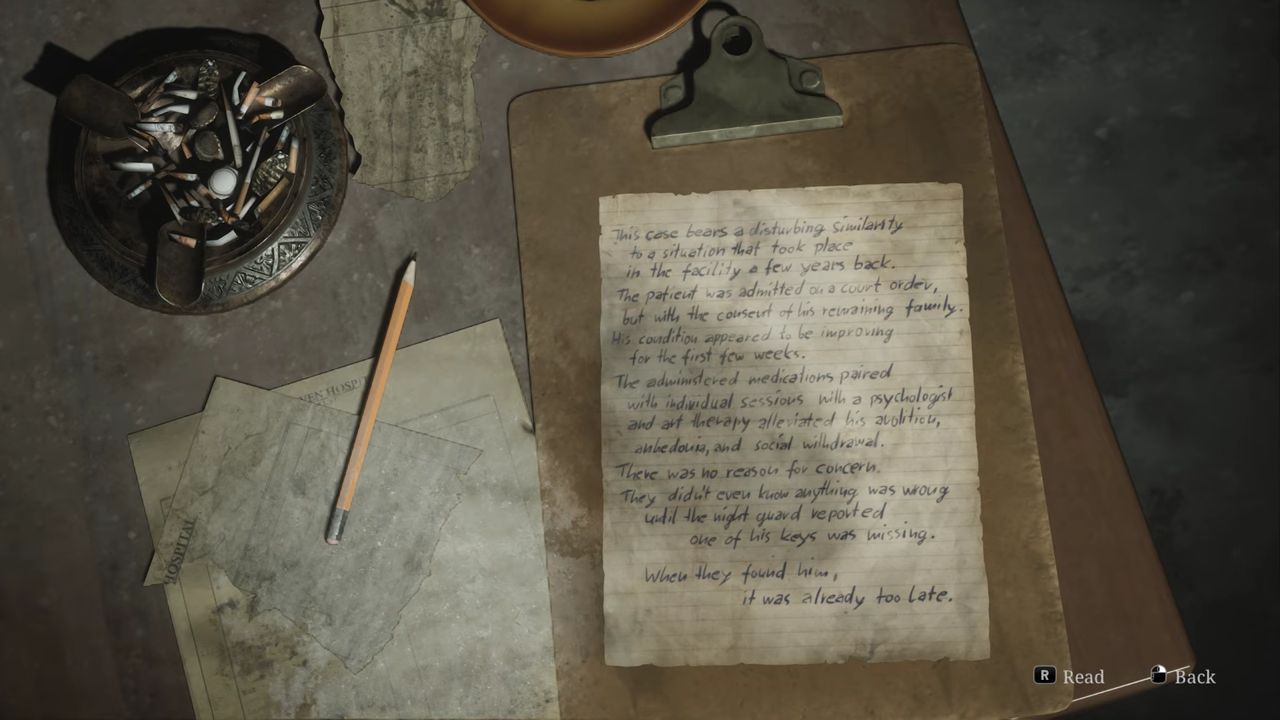 This case bears a disturbing similarity
to a situation that took place
in the facility a few years back.
The patient was admitted on a court order,
but with the consent of his remaining family.
His condition appeared to be improving
for the first few weeks.
The administered medications paired
with individual sessions with a psychologist
and art therapy alleviated his avolition,
anhedonia, and social withdrawal.
There was no reason for concern.
They didn't even know anything was wrong
until the night guard reported
one of his keys was missing.
When they found him,
it was already too late.
HOSPITAL
R Read
Back